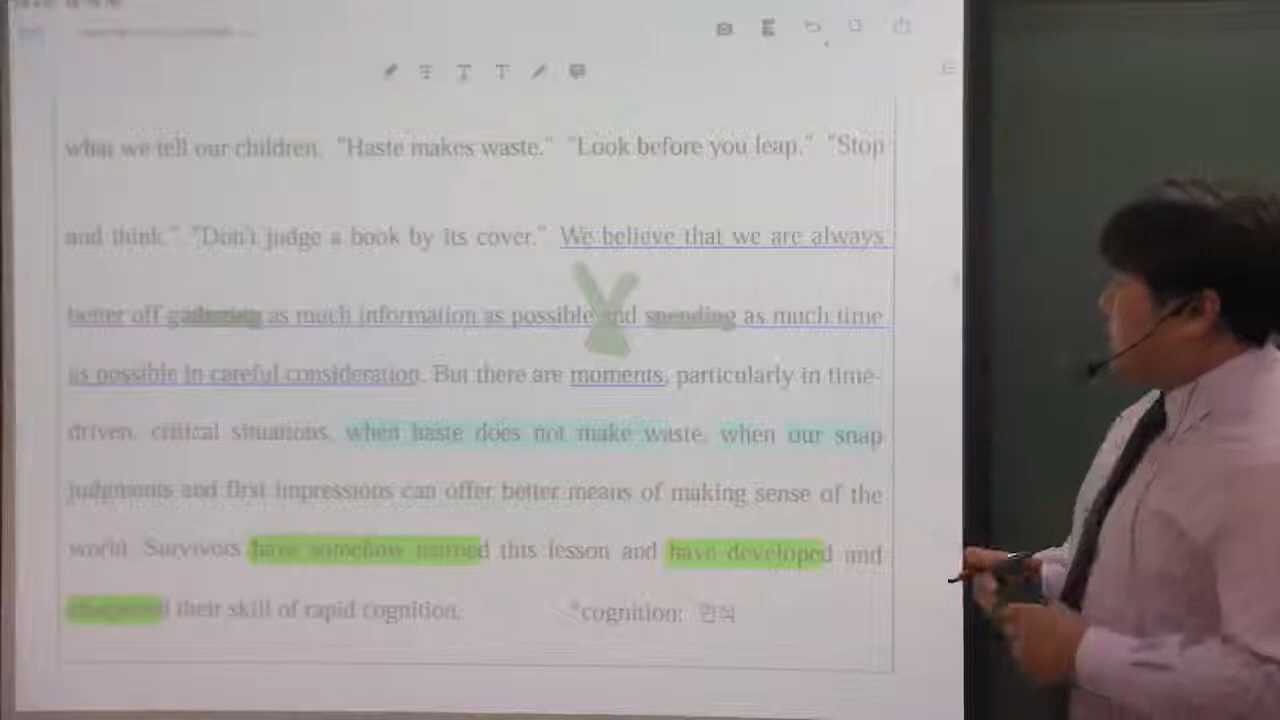 what we tell our children. "Haste makes waste." "Look before you leap." "Stop
and think." "Don't judge a book by its cover." We believe that we are always
better off gathering as much information as possible and spending as much time
as possible in careful consideration. But there are moments, particularly in time-
driven, critical situations, when haste does not make waste, when our snap
judgments and first impressions can offer better means of making sense of the
world. Survivors have somehow learned this lesson and have developed and
their skill of rapid cognition. *cognition: 인식